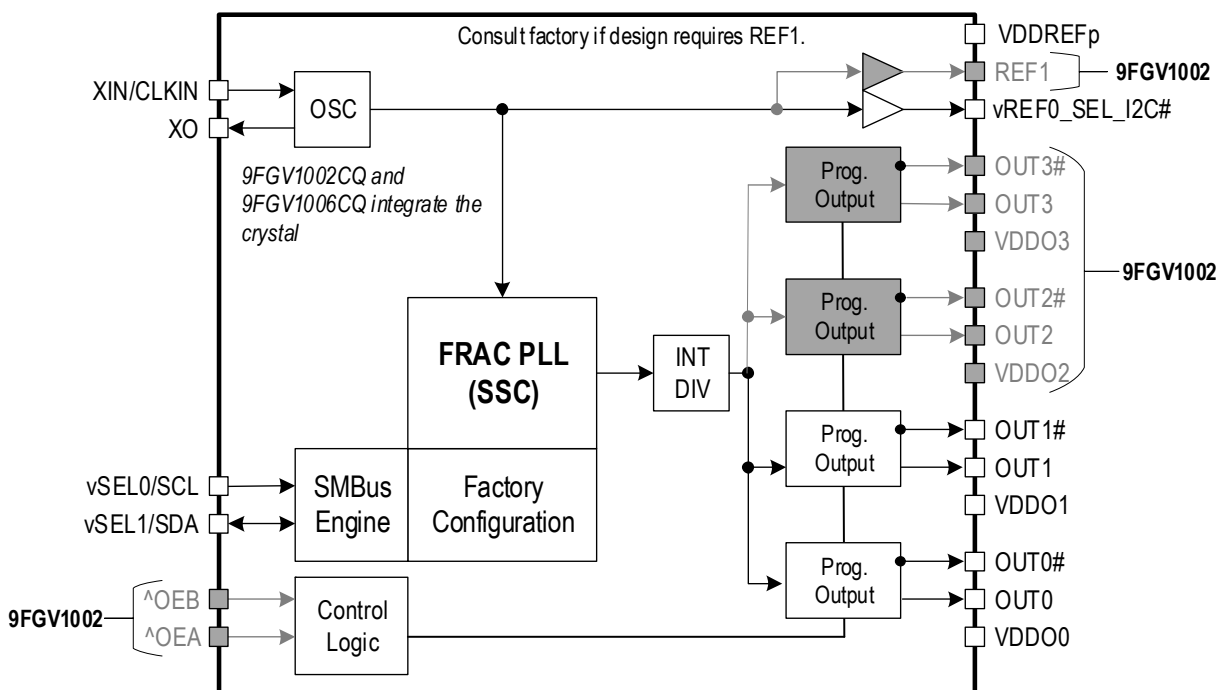 Consult factory if design requires REF1.
VDDREFp
REF1
9FGV1002
vREF0_SEL_I2C#
XIN/CLKIN
XO
OSC
9FGV1002CQ and
9FGV1006CQ integrate the
crystal
Prog.
Output
OUT3#
OUT3
VDDO3
9FGV1002
Prog.
Output
OUT2#
OUT2
VDDO2
FRAC PLL
(SSC)
INT
DIV
Prog.
Output
OUT1#
OUT1
VDDO1
vSEL0/SCL
vSEL1/SDA
SMBus
Engine
Factory
Configuration
Prog.
Output
OUT0#
OUT0
VDDO0
9FGV1002
^OEB
^OEA
Control
Logic